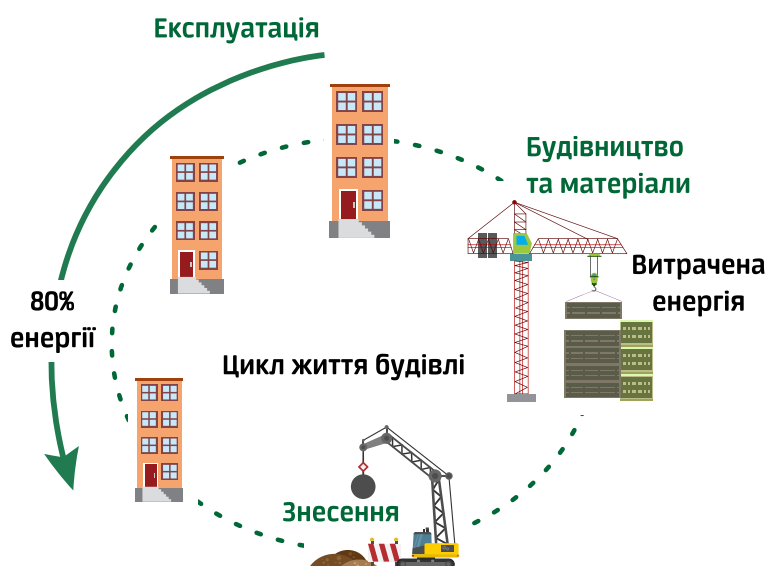 Експлуатація
Будівництво
та матеріали
Витрачена
енергія
80%
енергії
Цикл життя будівлі
Знесення